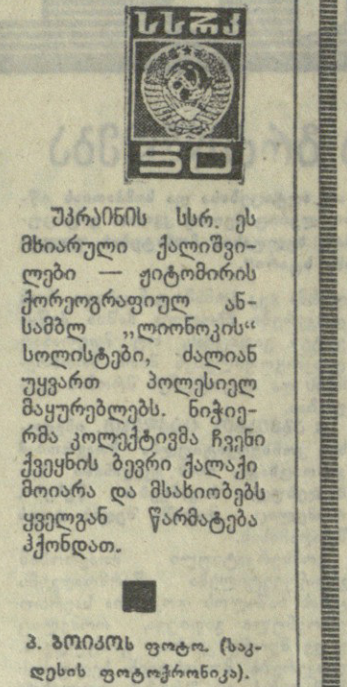 სსრკ
50
უკრაინის სსრ. ეს
მხიარული ქალიშვი-
ლები — ჟიტომირის
ქორეოგრაფიულ ან-
სამბლ „ლიონოკის“
სოლისტები, ძალიან
უყვართ პოლესიელ
მაყურებლებს. ნიჭიე-
რმა კოლექტივმა ჩვენი
ქვეყნის ბევრი ქალაქი
მოიარა და მსახიობებს
ყველგან წარმატება
ჰქონდათ.
პ. ბოიკოს ფოტო. (საკ-
დესის ფოტოქრონიკა).